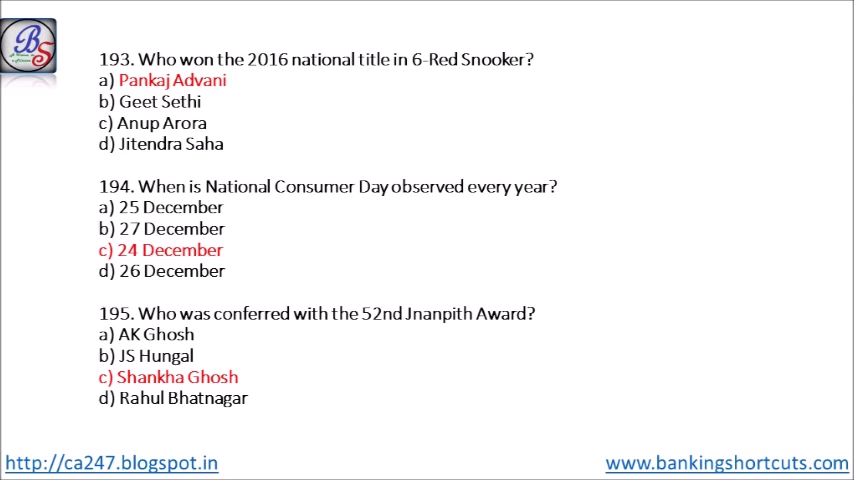 BS
193. Who won the 2016 national title in 6-Red Snooker?
a) Pankaj Advani
b) Geet Sethi
c) Anup Arora
d) Jitendra Saha
194. When is National Consumer Day observed every year?
a) 25 December
b) 27 December
c) 24 December
d) 26 December
195. Who was conferred with the 52nd Jnanpith Award?
a) AK Ghosh
b) JS Hungal
c) Shankha Ghosh
d) Rahul Bhatnagar
http://ca247.blogspot.in
www.bankingshortcuts.com